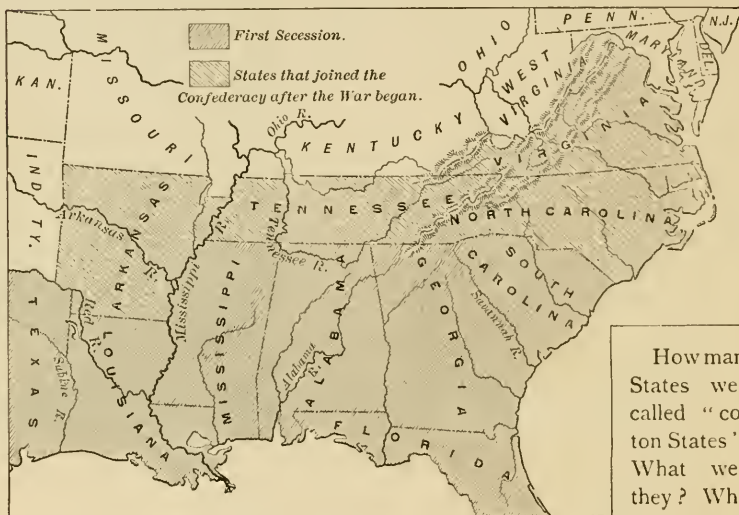 First Secession.
States that joined the
Confederacy after the War began.
PENN.
N.J.
MARYLAND
DEL.
OHIO
WEST
VIRGINIA
MISSOURI
KAN.
KENTUCKY
Ohio R.
VIRGINIA
IND. TY.
TENNESSEE
NORTH CAROLINA
Arkansas R.
ARKANSAS
Mississippi R.
Tennessee R.
SOUTH
CAROLINA
Savannah R.
GEORGIA
ALABAMA
Alabama R.
MISSISSIPPI
Red R.
LOUISIANA
TEXAS
Sabine R.
FLORIDA
How man
States we
called “co
ton States’
What we
they? Wh